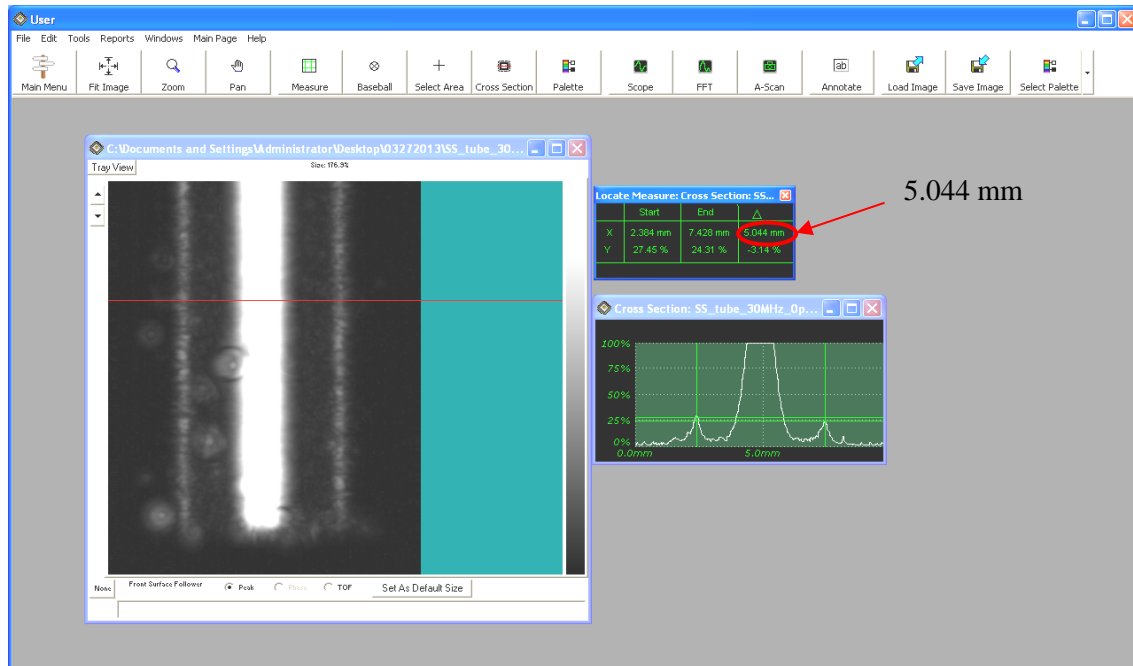 User
File Edit Tools Reports Windows Main Page Help
Main Menu Fit Image Zoom Pan Measure Baseball Select Area Cross Section Palette Scope FFT A-Scan ab Annotate Load Image Save Image Select Palette
C:\Documents and Settings\Administrator\Desktop\03272013\SS_tube_30...
Tray View Size: 176.9%
Locate Measure: Cross Section: SS...
Start End △
X 2.384 mm 7.428 mm 5.044 mm
Y 27.45 % 24.31 % -3.14 %
5.044 mm
Cross Section: SS_tube_30MHz_0p...
100%
75%
50%
25%
0%
0.0mm 5.0mm
None Front Surface Follower Peak Phase TOF Set As Default Size